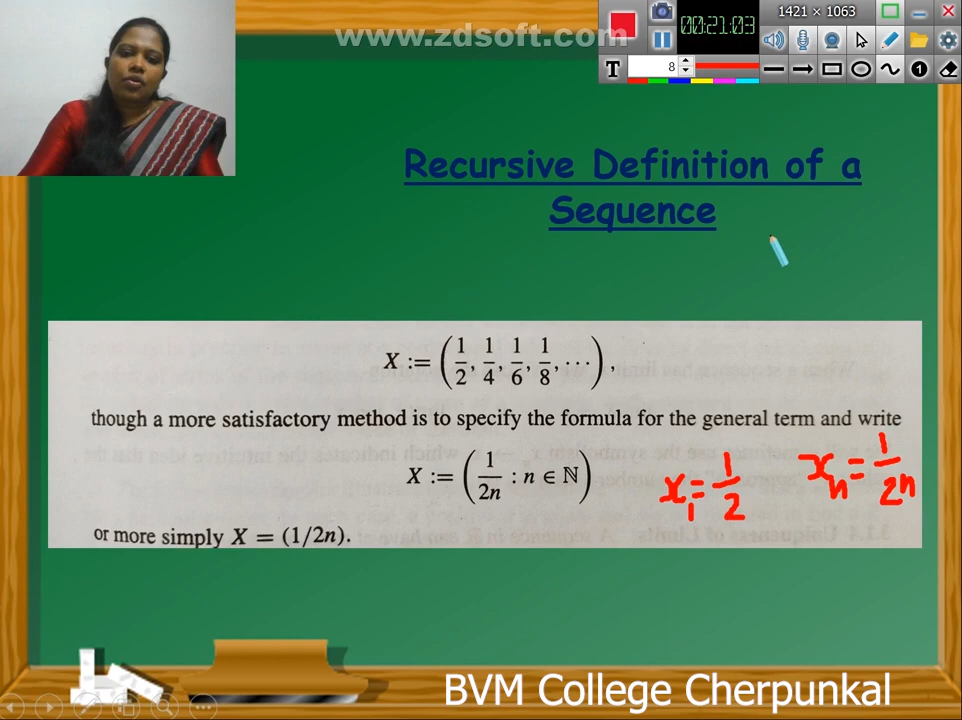 www.zdsoft.com
1421 × 1063
00:21:03
T
8
1
Recursive Definition of a
Sequence
X := (1/2, 1/4, 1/6, 1/8, ⋯),
though a more satisfactory method is to specify the formula for the general term and write
X := (1/2n : n ∈ ℕ)
x₁ = 1/2
xₙ = 1/2n
or more simply X = (1/2n).
BVM College Cherpunkal